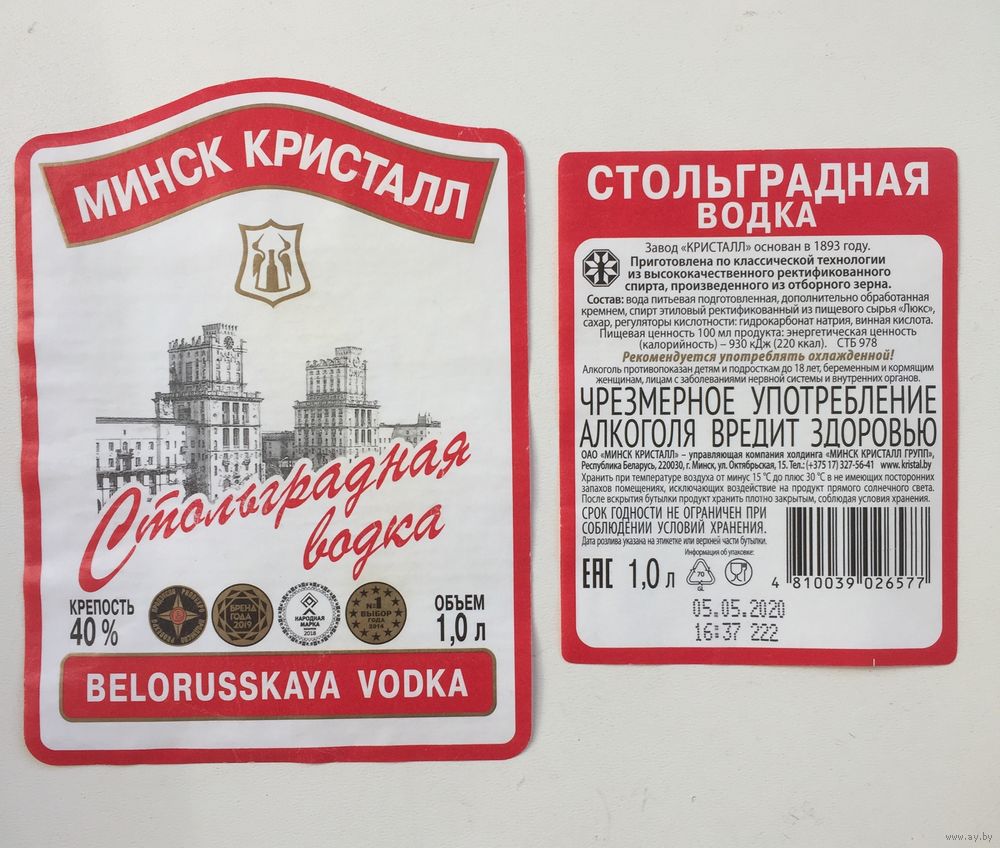 МИНСК КРИСТАЛЛ
Стольградная
водка
КРЕПОСТЬ
40 %
БРЕНД
ГОДА
2019
НАРОДНАЯ
МАРКА
2018
№1
ВЫБОР
ГОДА
2014
ОБЪЕМ
1,0 л
BELORUSSKAYA VODKA
СТОЛЬГРАДНАЯ
ВОДКА
Завод «КРИСТАЛЛ» основан в 1893 году.
Приготовлена по классической технологии
из высококачественного ректификованного
спирта, произведенного из отборного зерна.
Состав: вода питьевая подготовленная, дополнительно обработанная
кремнем, спирт этиловый ректификованный из пищевого сырья «Люкс»,
сахар, регуляторы кислотности: гидрокарбонат натрия, винная кислота.
Пищевая ценность 100 мл продукта: энергетическая ценность
(калорийность) – 930 кДж (220 ккал). СТБ 978
Рекомендуется употреблять охлажденной!
Алкоголь противопоказан детям и подросткам до 18 лет, беременным и кормящим
женщинам, лицам с заболеваниями нервной системы и внутренних органов.
ЧРЕЗМЕРНОЕ УПОТРЕБЛЕНИЕ
АЛКОГОЛЯ ВРЕДИТ ЗДОРОВЬЮ
ОАО «МИНСК КРИСТАЛЛ» – управляющая компания холдинга «МИНСК КРИСТАЛЛ ГРУПП»,
Республика Беларусь, 220030, г. Минск, ул. Октябрьская, 15. Тел.: (+375 17) 327-56-41 www.kristal.by
Хранить при температуре воздуха от минус 15 °С до плюс 30 °С в не имеющих посторонних
запахов помещениях, исключающих воздействие на продукт прямого солнечного света.
После вскрытия бутылки продукт хранить плотно закрытым, соблюдая условия хранения.
СРОК ГОДНОСТИ НЕ ОГРАНИЧЕН ПРИ
СОБЛЮДЕНИИ УСЛОВИЙ ХРАНЕНИЯ.
Дата розлива указана на этикетке или верхней части бутылки.
Информация об упаковке:
ЕАС 1,0 л
70
GL
4 810039 026577
05.05.2020
16:37 222
www.ay.by